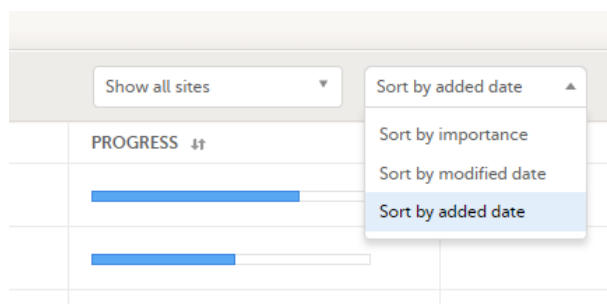 Show all sites
Sort by added date
PROGRESS
Sort by importance
Sort by modified date
Sort by added date